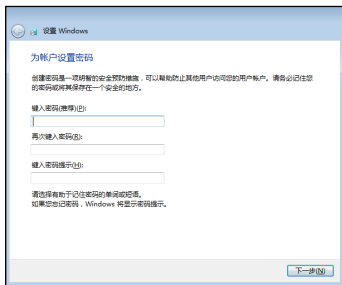 设置 Windows
为帐户设置密码
创建密码是一项明智的安全预防措施，可以帮助防止其他用户访问您的用户帐户。请务必记住您
的密码或将其保存在一个安全的地方。
键入密码(推荐)(P):
再次键入密码(R):
键入密码提示(H):
请选择有助于记住密码的单词或短语。
如果您忘记密码，Windows 将显示密码提示。
下一步(N)